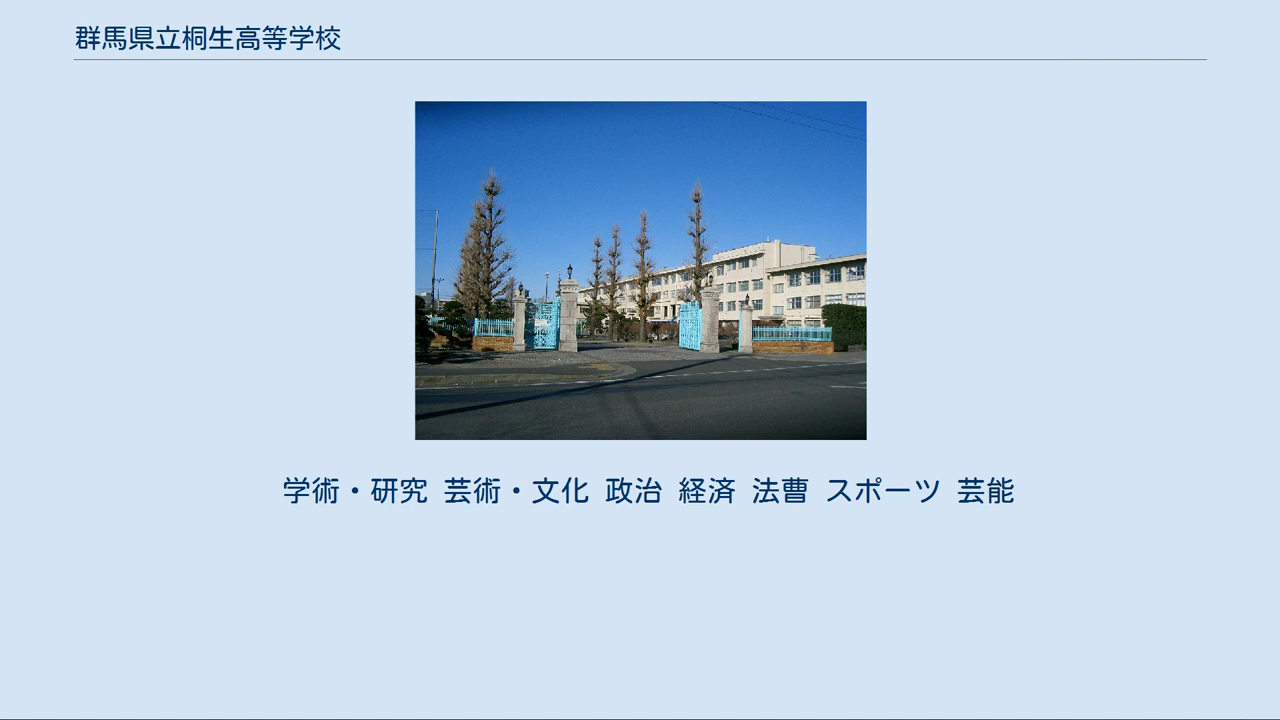 群馬県立桐生高等学校
学術・研究 芸術・文化 政治 経済 法曹 スポーツ 芸能